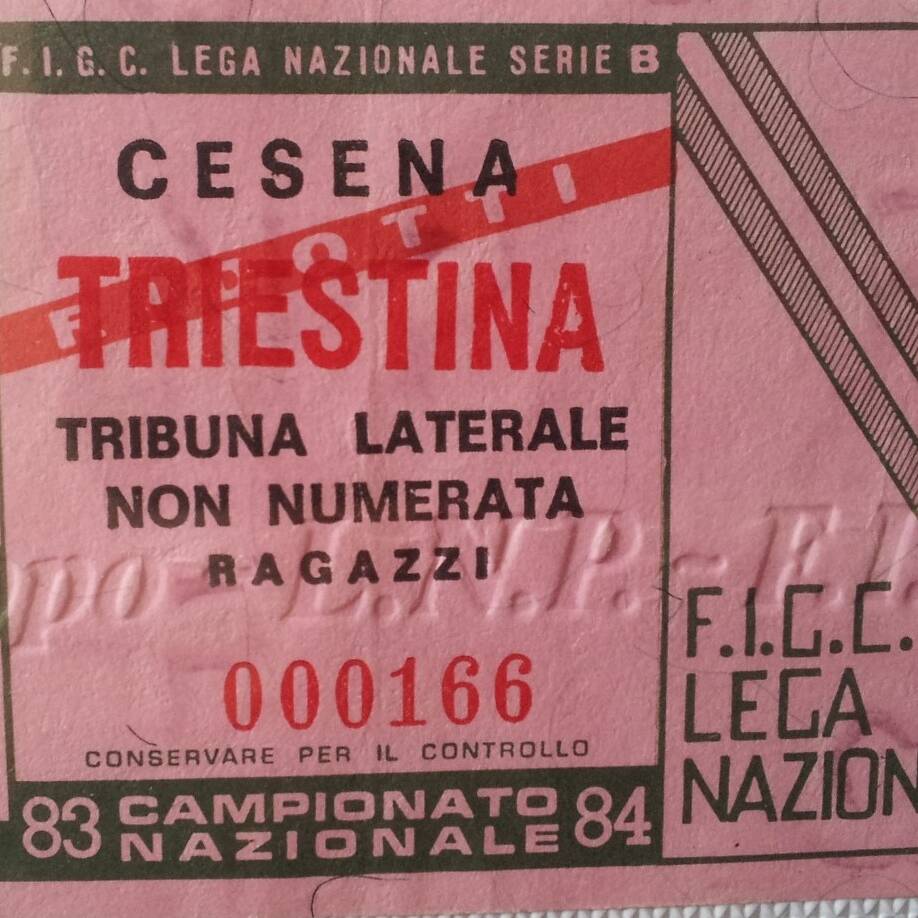 F.I.G.C. LEGA NAZIONALE SERIE B
CESENA
TRIESTINA
TRIBUNA LATERALE
NON NUMERATA
RAGAZZI
000166
CONSERVARE PER IL CONTROLLO
83 CAMPIONATO NAZIONALE 84
F.I.G.C.
LEGA
NAZION